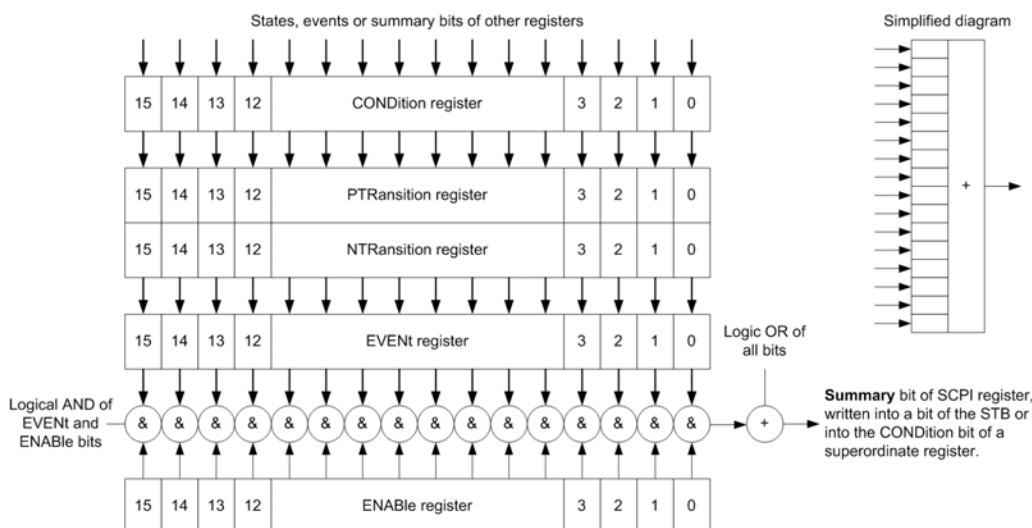 States, events or summary bits of other registers
Simplified diagram
15 14 13 12 CONDition register 3 2 1 0
15 14 13 12 PTRansition register 3 2 1 0
+
15 14 13 12 NTRansition register 3 2 1 0
15 14 13 12 EVENt register 3 2 1 0
Logic OR of
all bits
Logical AND of
EVENt and
ENABle bits
& & & & & & & & & & & & & & & &
+
Summary bit of SCPI register,
written into a bit of the STB or
into the CONDition bit of a
superordinate register.
15 14 13 12 ENABle register 3 2 1 0